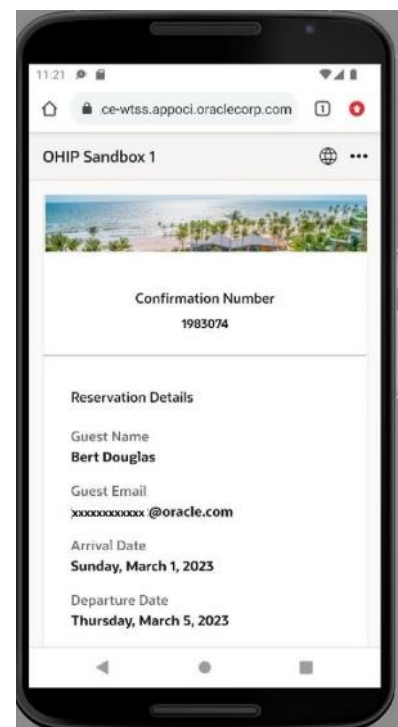 11:21
ce-wtss.appoci.oraclecorp.com 1
OHIP Sandbox 1
Confirmation Number
1983074
Reservation Details
Guest Name
Bert Douglas
Guest Email
xxxxxxxxxxxx @oracle.com
Arrival Date
Sunday, March 1, 2023
Departure Date
Thursday, March 5, 2023